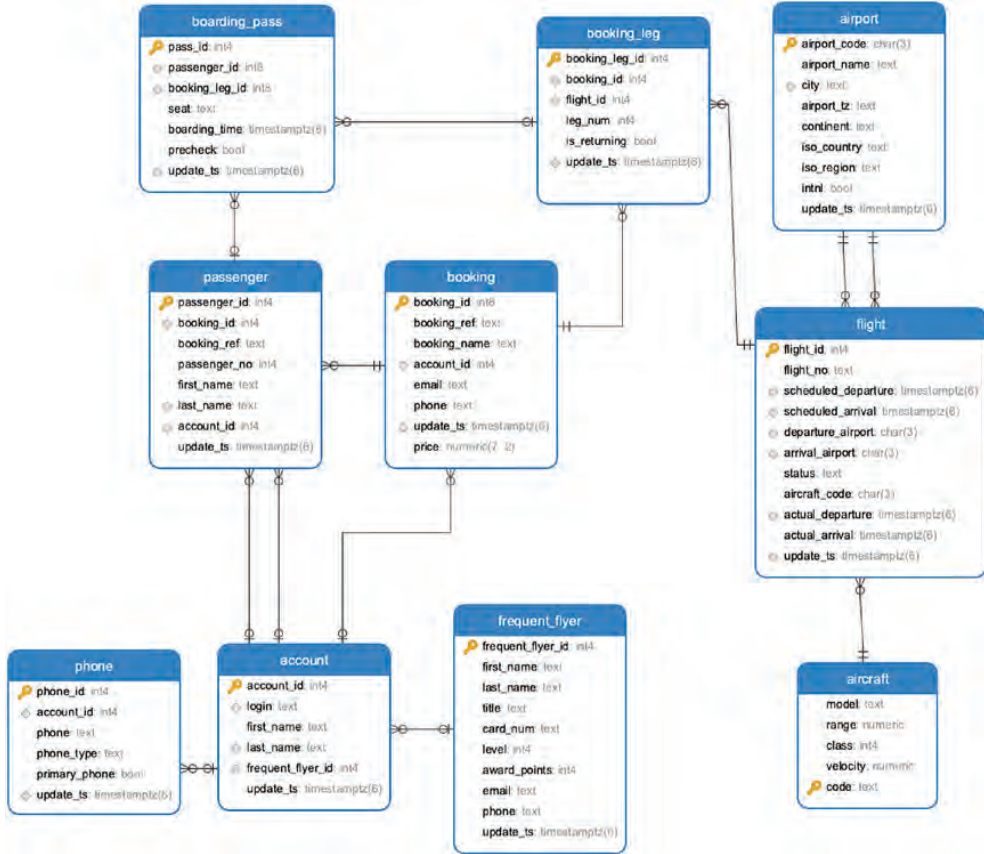 boarding_pass
pass_id: int4
passenger_id: int8
booking_leg_id: int8
seat: text
boarding_time: timestamptz(6)
precheck: bool
update_ts: timestamptz(6)
booking_leg
booking_leg_id: int4
booking_id: int4
flight_id: int4
leg_num: int4
is_returning: bool
update_ts: timestamptz(6)
airport
airport_code: char(3)
airport_name: text
city: text
airport_tz: text
continent: text
iso_country: text
iso_region: text
intnl: bool
update_ts: timestamptz(6)
passenger
passenger_id: int4
booking_id: int4
booking_ref: text
passenger_no: int4
first_name: text
last_name: text
account_id: int4
update_ts: timestamptz(6)
booking
booking_id: int8
booking_ref: text
booking_name: text
account_id: int4
email: text
phone: text
update_ts: timestamptz(6)
price: numeric(7, 2)
flight
flight_id: int4
flight_no: text
scheduled_departure: timestamptz(6)
scheduled_arrival: timestamptz(6)
departure_airport: char(3)
arrival_airport: char(3)
status: text
aircraft_code: char(3)
actual_departure: timestamptz(6)
actual_arrival: timestamptz(6)
update_ts: timestamptz(6)
phone
phone_id: int4
account_id: int4
phone: text
phone_type: text
primary_phone: bool
update_ts: timestamptz(6)
account
account_id: int4
login: text
first_name: text
last_name: text
frequent_flyer_id: int4
update_ts: timestamptz(6)
frequent_flyer
frequent_flyer_id: int4
first_name: text
last_name: text
title: text
card_num: text
level: int4
award_points: int4
email: text
phone: text
update_ts: timestamptz(6)
aircraft
model: text
range: numeric
class: int4
velocity: numeric
code: text